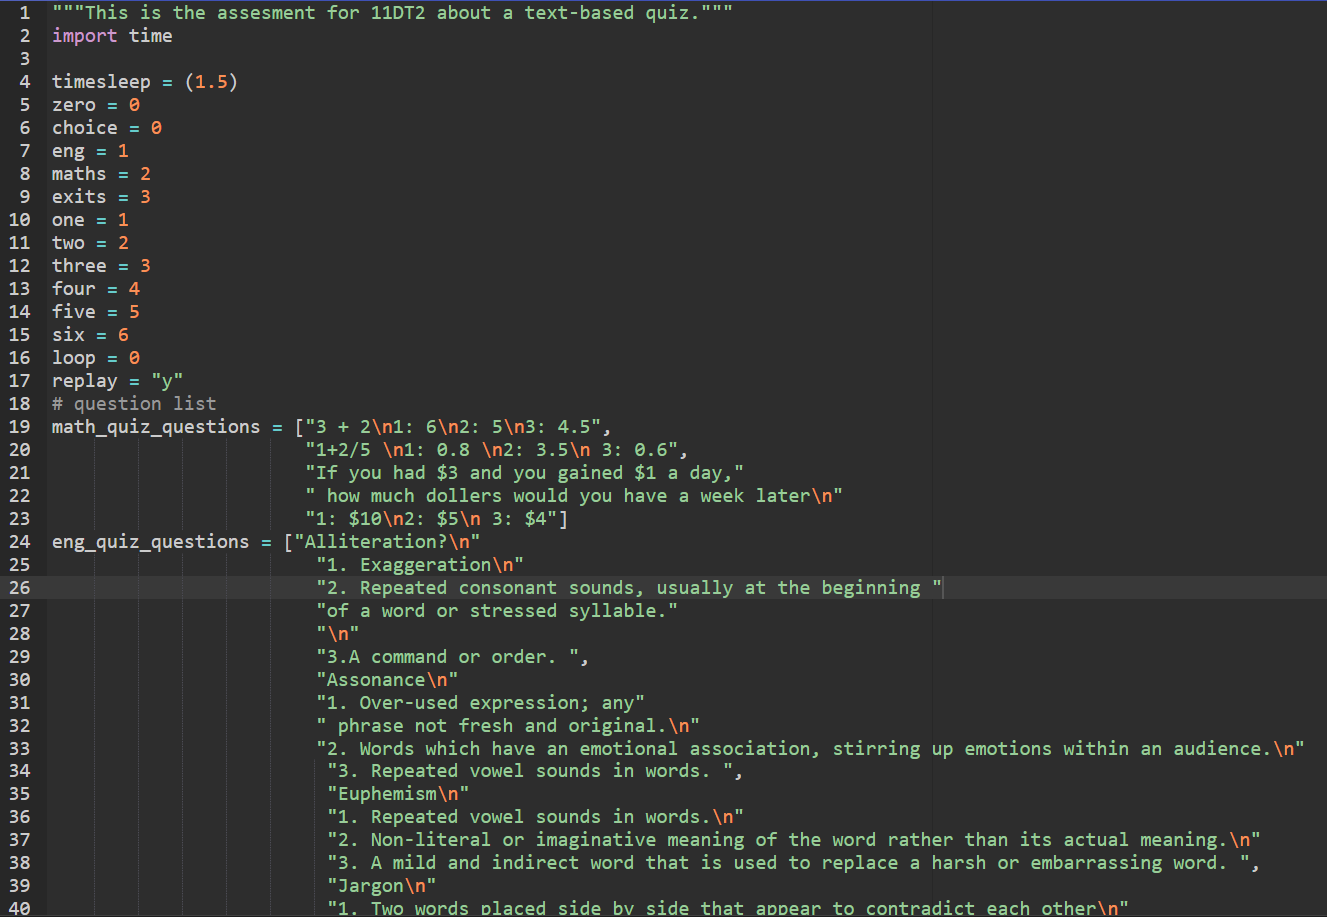 1 """This is the assesment for 11DT2 about a text-based quiz."""
2 import time
3
4 timesleep = (1.5)
5 zero = 0
6 choice = 0
7 eng = 1
8 maths = 2
9 exits = 3
10 one = 1
11 two = 2
12 three = 3
13 four = 4
14 five = 5
15 six = 6
16 loop = 0
17 replay = "y"
18 # question list
19 math_quiz_questions = ["3 + 2\n1: 6\n2: 5\n3: 4.5",
20 "1+2/5 \n1: 0.8 \n2: 3.5\n 3: 0.6",
21 "If you had $3 and you gained $1 a day,"
22 " how much dollers would you have a week later\n"
23 "1: $10\n2: $5\n 3: $4"]
24 eng_quiz_questions = ["Alliteration?\n"
25 "1. Exaggeration\n"
26 "2. Repeated consonant sounds, usually at the beginning "
27 "of a word or stressed syllable."
28 "\n"
29 "3.A command or order. ",
30 "Assonance\n"
31 "1. Over-used expression; any"
32 " phrase not fresh and original.\n"
33 "2. Words which have an emotional association, stirring up emotions within an audience.\n"
34 "3. Repeated vowel sounds in words. ",
35 "Euphemism\n"
36 "1. Repeated vowel sounds in words.\n"
37 "2. Non-literal or imaginative meaning of the word rather than its actual meaning.\n"
38 "3. A mild and indirect word that is used to replace a harsh or embarrassing word. ",
39 "Jargon\n"
40 "1. Two words placed side by side that appear to contradict each other\n"